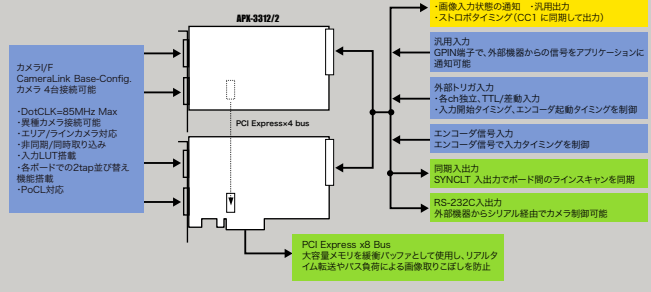 APX-3312/2
カメラI/F
CameraLink Base-Config.
カメラ 4台接続可能
・DotCLK=85MHz Max
・異種カメラ接続可能
・エリア/ラインカメラ対応
・非同期/同時取り込み
・入力LUT搭載
・各ボードでの2tap並び替え
機能搭載
・PoCL対応
PCI Express×4 bus
・画像入力状態の通知　・汎用出力
・ストロボタイミング(CC1 に同期して出力)
汎用入力
GPIN端子で、外部機器からの信号をアプリケーションに
通知可能
外部トリガ入力
・各ch独立、TTL/差動入力
・入力開始タイミング、エンコーダ起動タイミングを制御
エンコーダ信号入力
エンコーダ信号で入力タイミングを制御
同期入出力
SYNCLT 入出力でボード間のラインスキャンを同期
RS-232C入出力
外部機器からシリアル経由でカメラ制御可能
PCI Express x8 Bus
大容量メモリを緩衝バッファとして使用し、リアルタ
イム転送やバス負荷による画像取りこぼしを防止